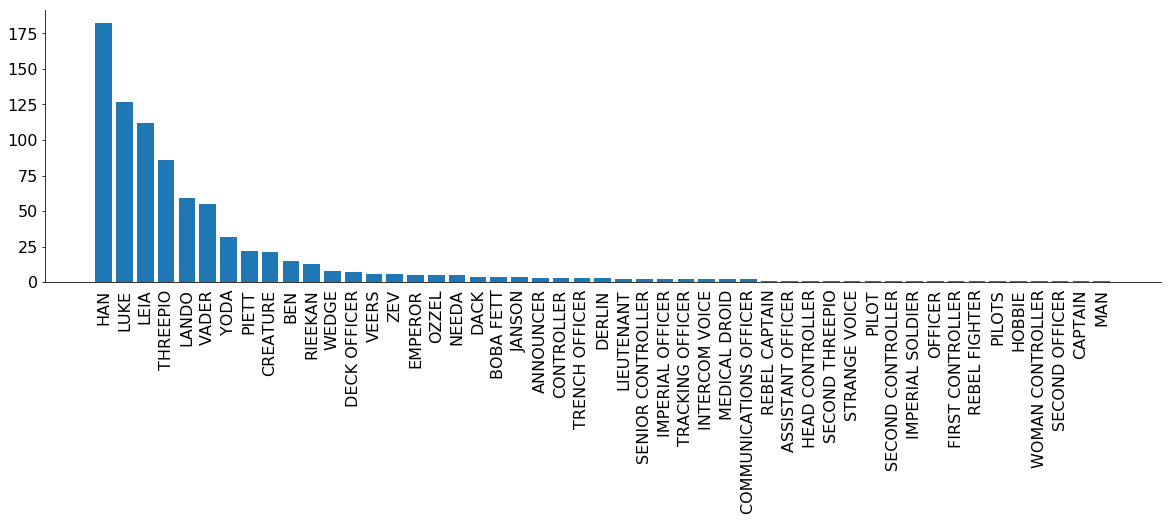 175
150
125
100
75
50
25
0
HAN
LUKE
LEIA
THREEPIO
LANDO
VADER
YODA
PIETT
CREATURE
BEN
RIEEKAN
WEDGE
DECK OFFICER
VEERS
ZEV
EMPEROR
OZZEL
NEEDA
DACK
BOBA FETT
JANSON
ANNOUNCER
CONTROLLER
TRENCH OFFICER
DERLIN
LIEUTENANT
SENIOR CONTROLLER
IMPERIAL OFFICER
TRACKING OFFICER
INTERCOM VOICE
MEDICAL DROID
COMMUNICATIONS OFFICER
REBEL CAPTAIN
ASSISTANT OFFICER
HEAD CONTROLLER
SECOND THREEPIO
STRANGE VOICE
PILOT
SECOND CONTROLLER
IMPERIAL SOLDIER
OFFICER
FIRST CONTROLLER
REBEL FIGHTER
PILOTS
HOBBIE
WOMAN CONTROLLER
SECOND OFFICER
CAPTAIN
MAN